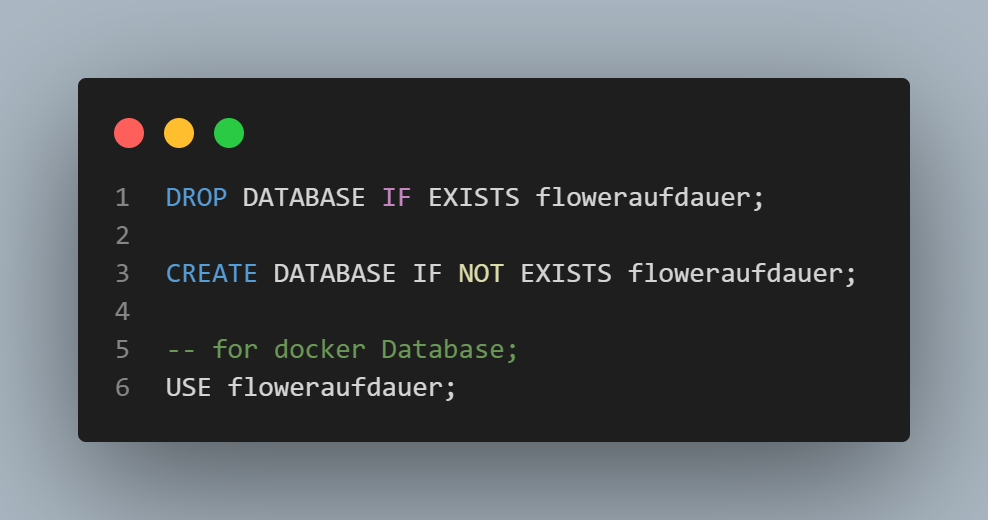 1 DROP DATABASE IF EXISTS floweraufdauer;
2
3 CREATE DATABASE IF NOT EXISTS floweraufdauer;
4
5 -- for docker Database;
6 USE floweraufdauer;